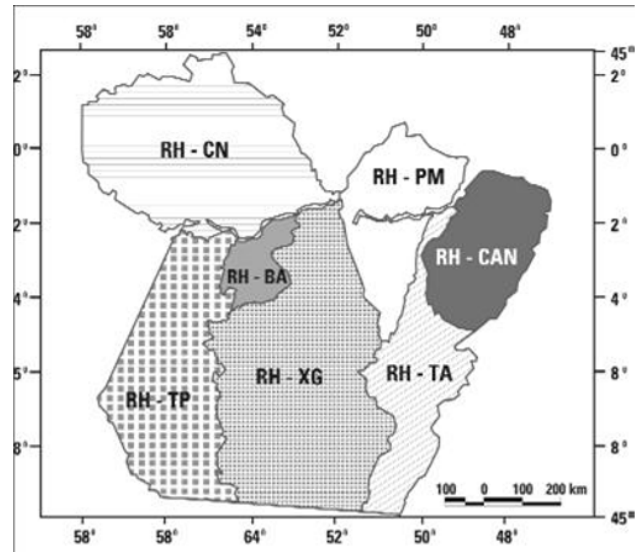 58° 56° 54° 52° 50° 48°
45°
2° 2°
0° 0°
2° 2°
4° 4°
5° 8°
8° 8°
45°
RH - CN
RH - PM
RH - CAN
RH - BA
RH - TP
RH - XG
RH - TA
100 0 100 200 km
58° 56° 64° 52° 50° 48°